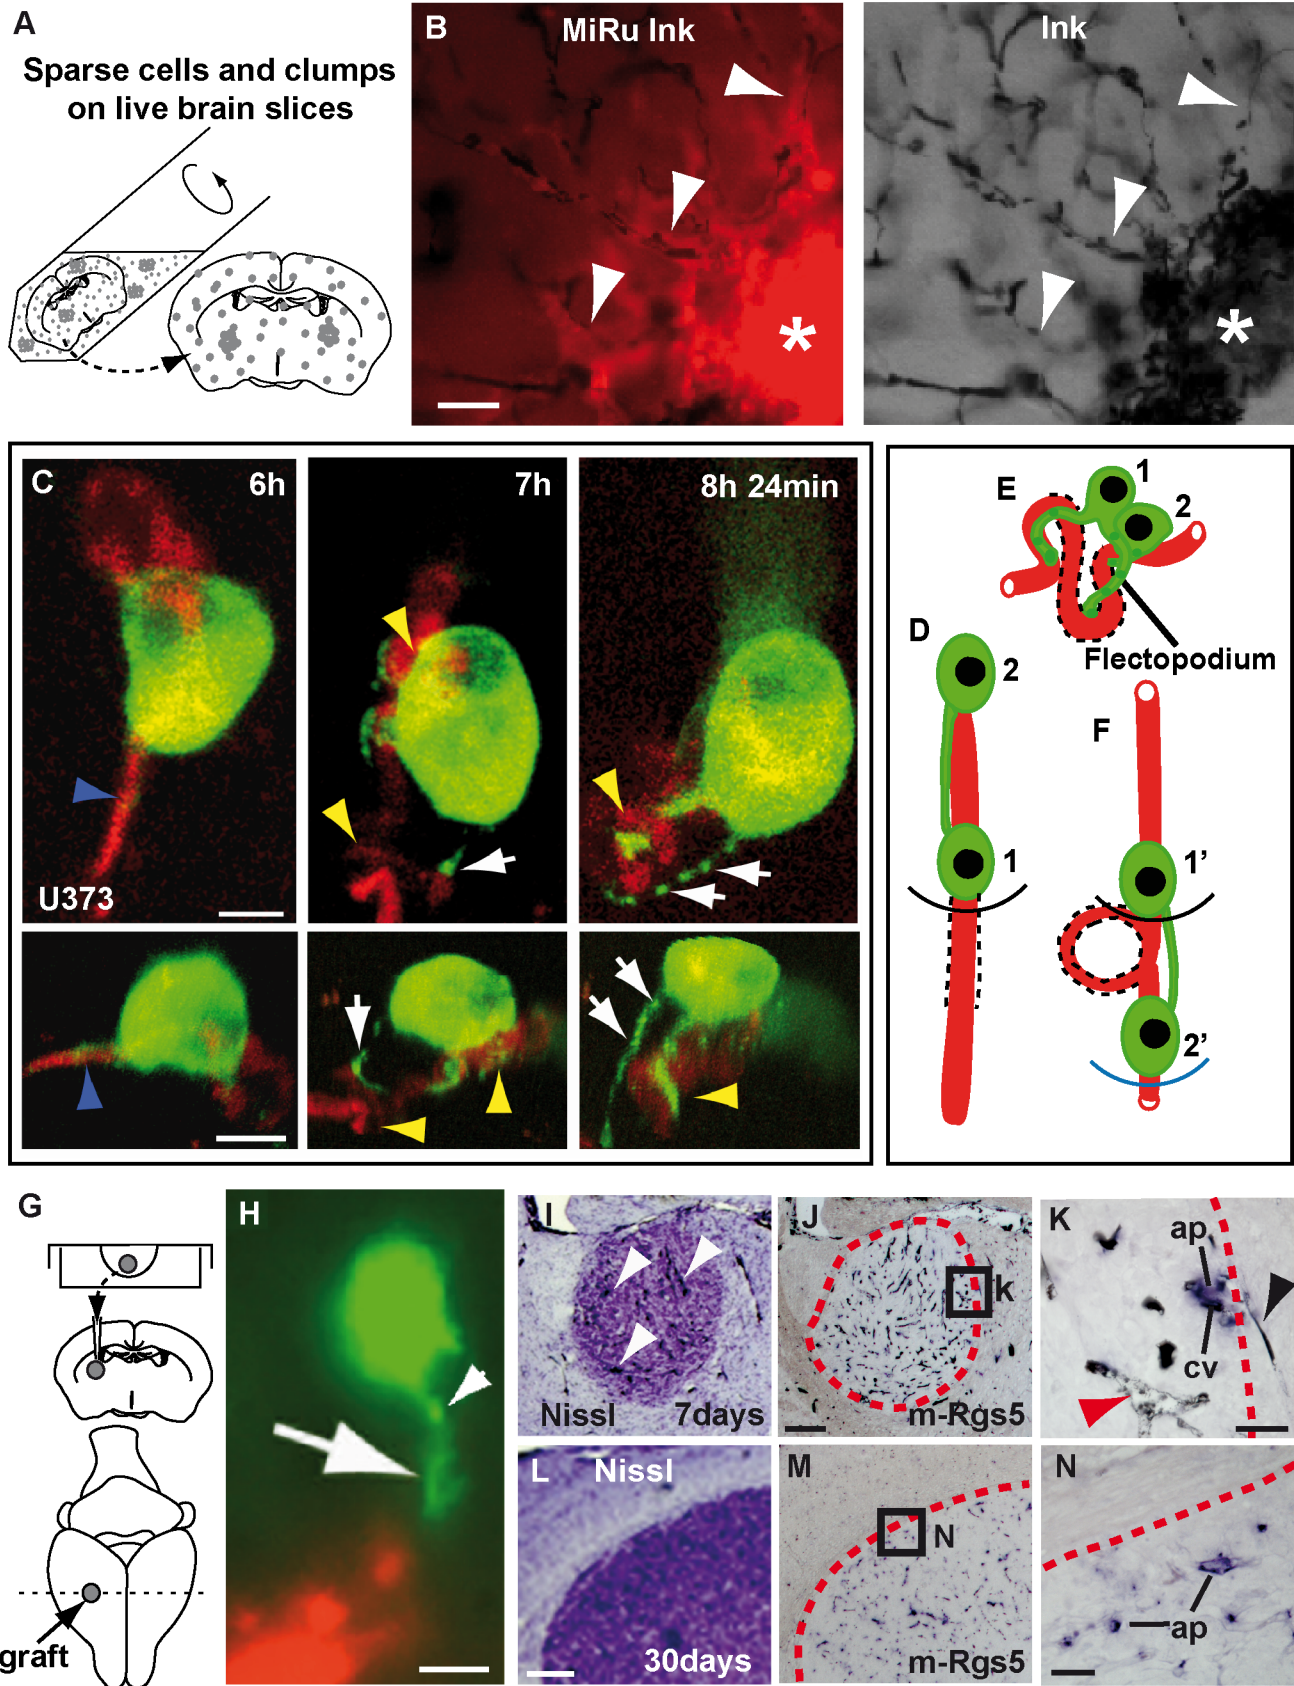 A
Sparse cells and clumps
on live brain slices
B
MiRu Ink
Ink
*
*
C
6h
7h
8h 24min
U373
E
1
2
Flectopodium
D
2
1
F
1’
2’
G
graft
H
I
Nissl
7days
J
k
m-Rgs5
K
ap
cv
L
Nissl
30days
M
N
m-Rgs5
N
ap